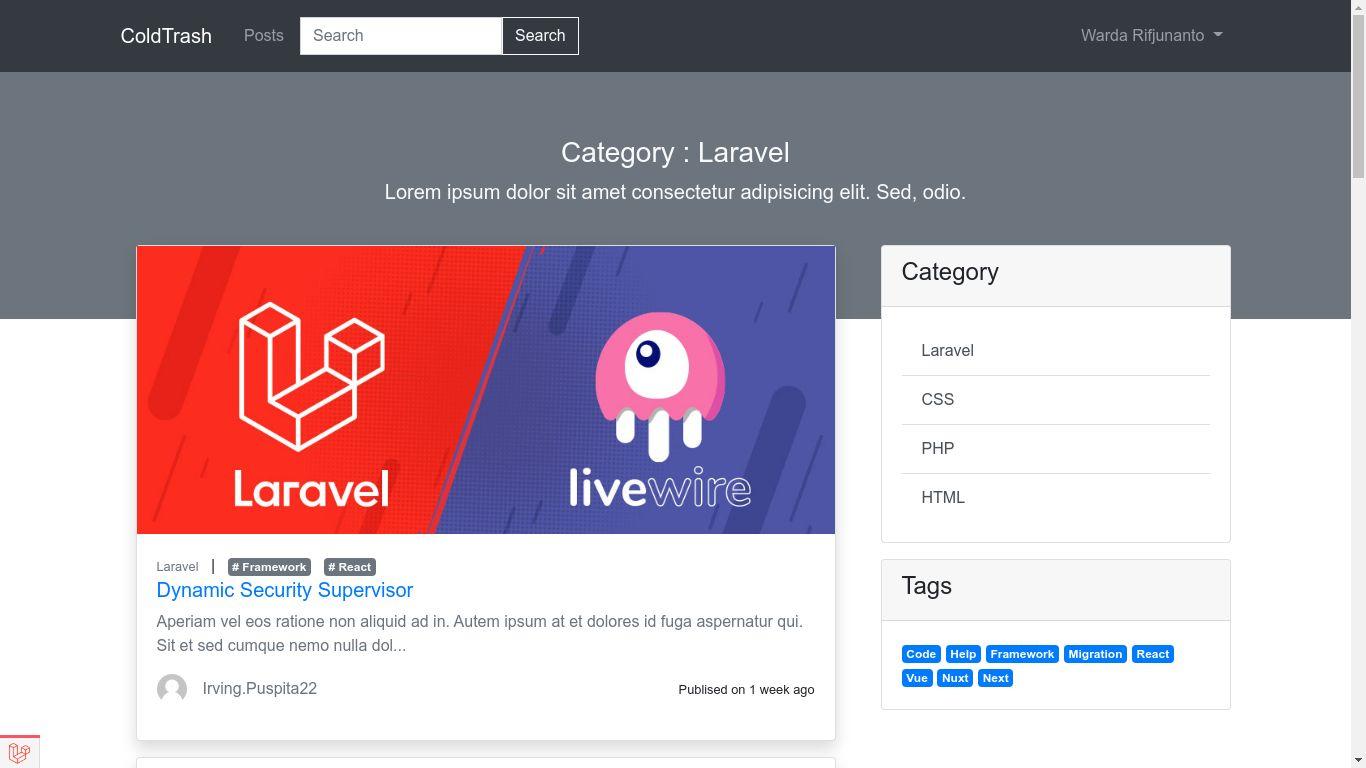 ColdTrash Posts Search Search Warda Rifjunanto
Category : Laravel
Lorem ipsum dolor sit amet consectetur adipisicing elit. Sed, odio.
Laravel
livewire
Laravel | # Framework # React
Dynamic Security Supervisor
Aperiam vel eos ratione non aliquid ad in. Autem ipsum at et dolores id fuga aspernatur qui.
Sit et sed cumque nemo nulla dol...
Irving.Puspita22 Publised on 1 week ago
Category
Laravel
CSS
PHP
HTML
Tags
Code Help Framework Migration React
Vue Nuxt Next